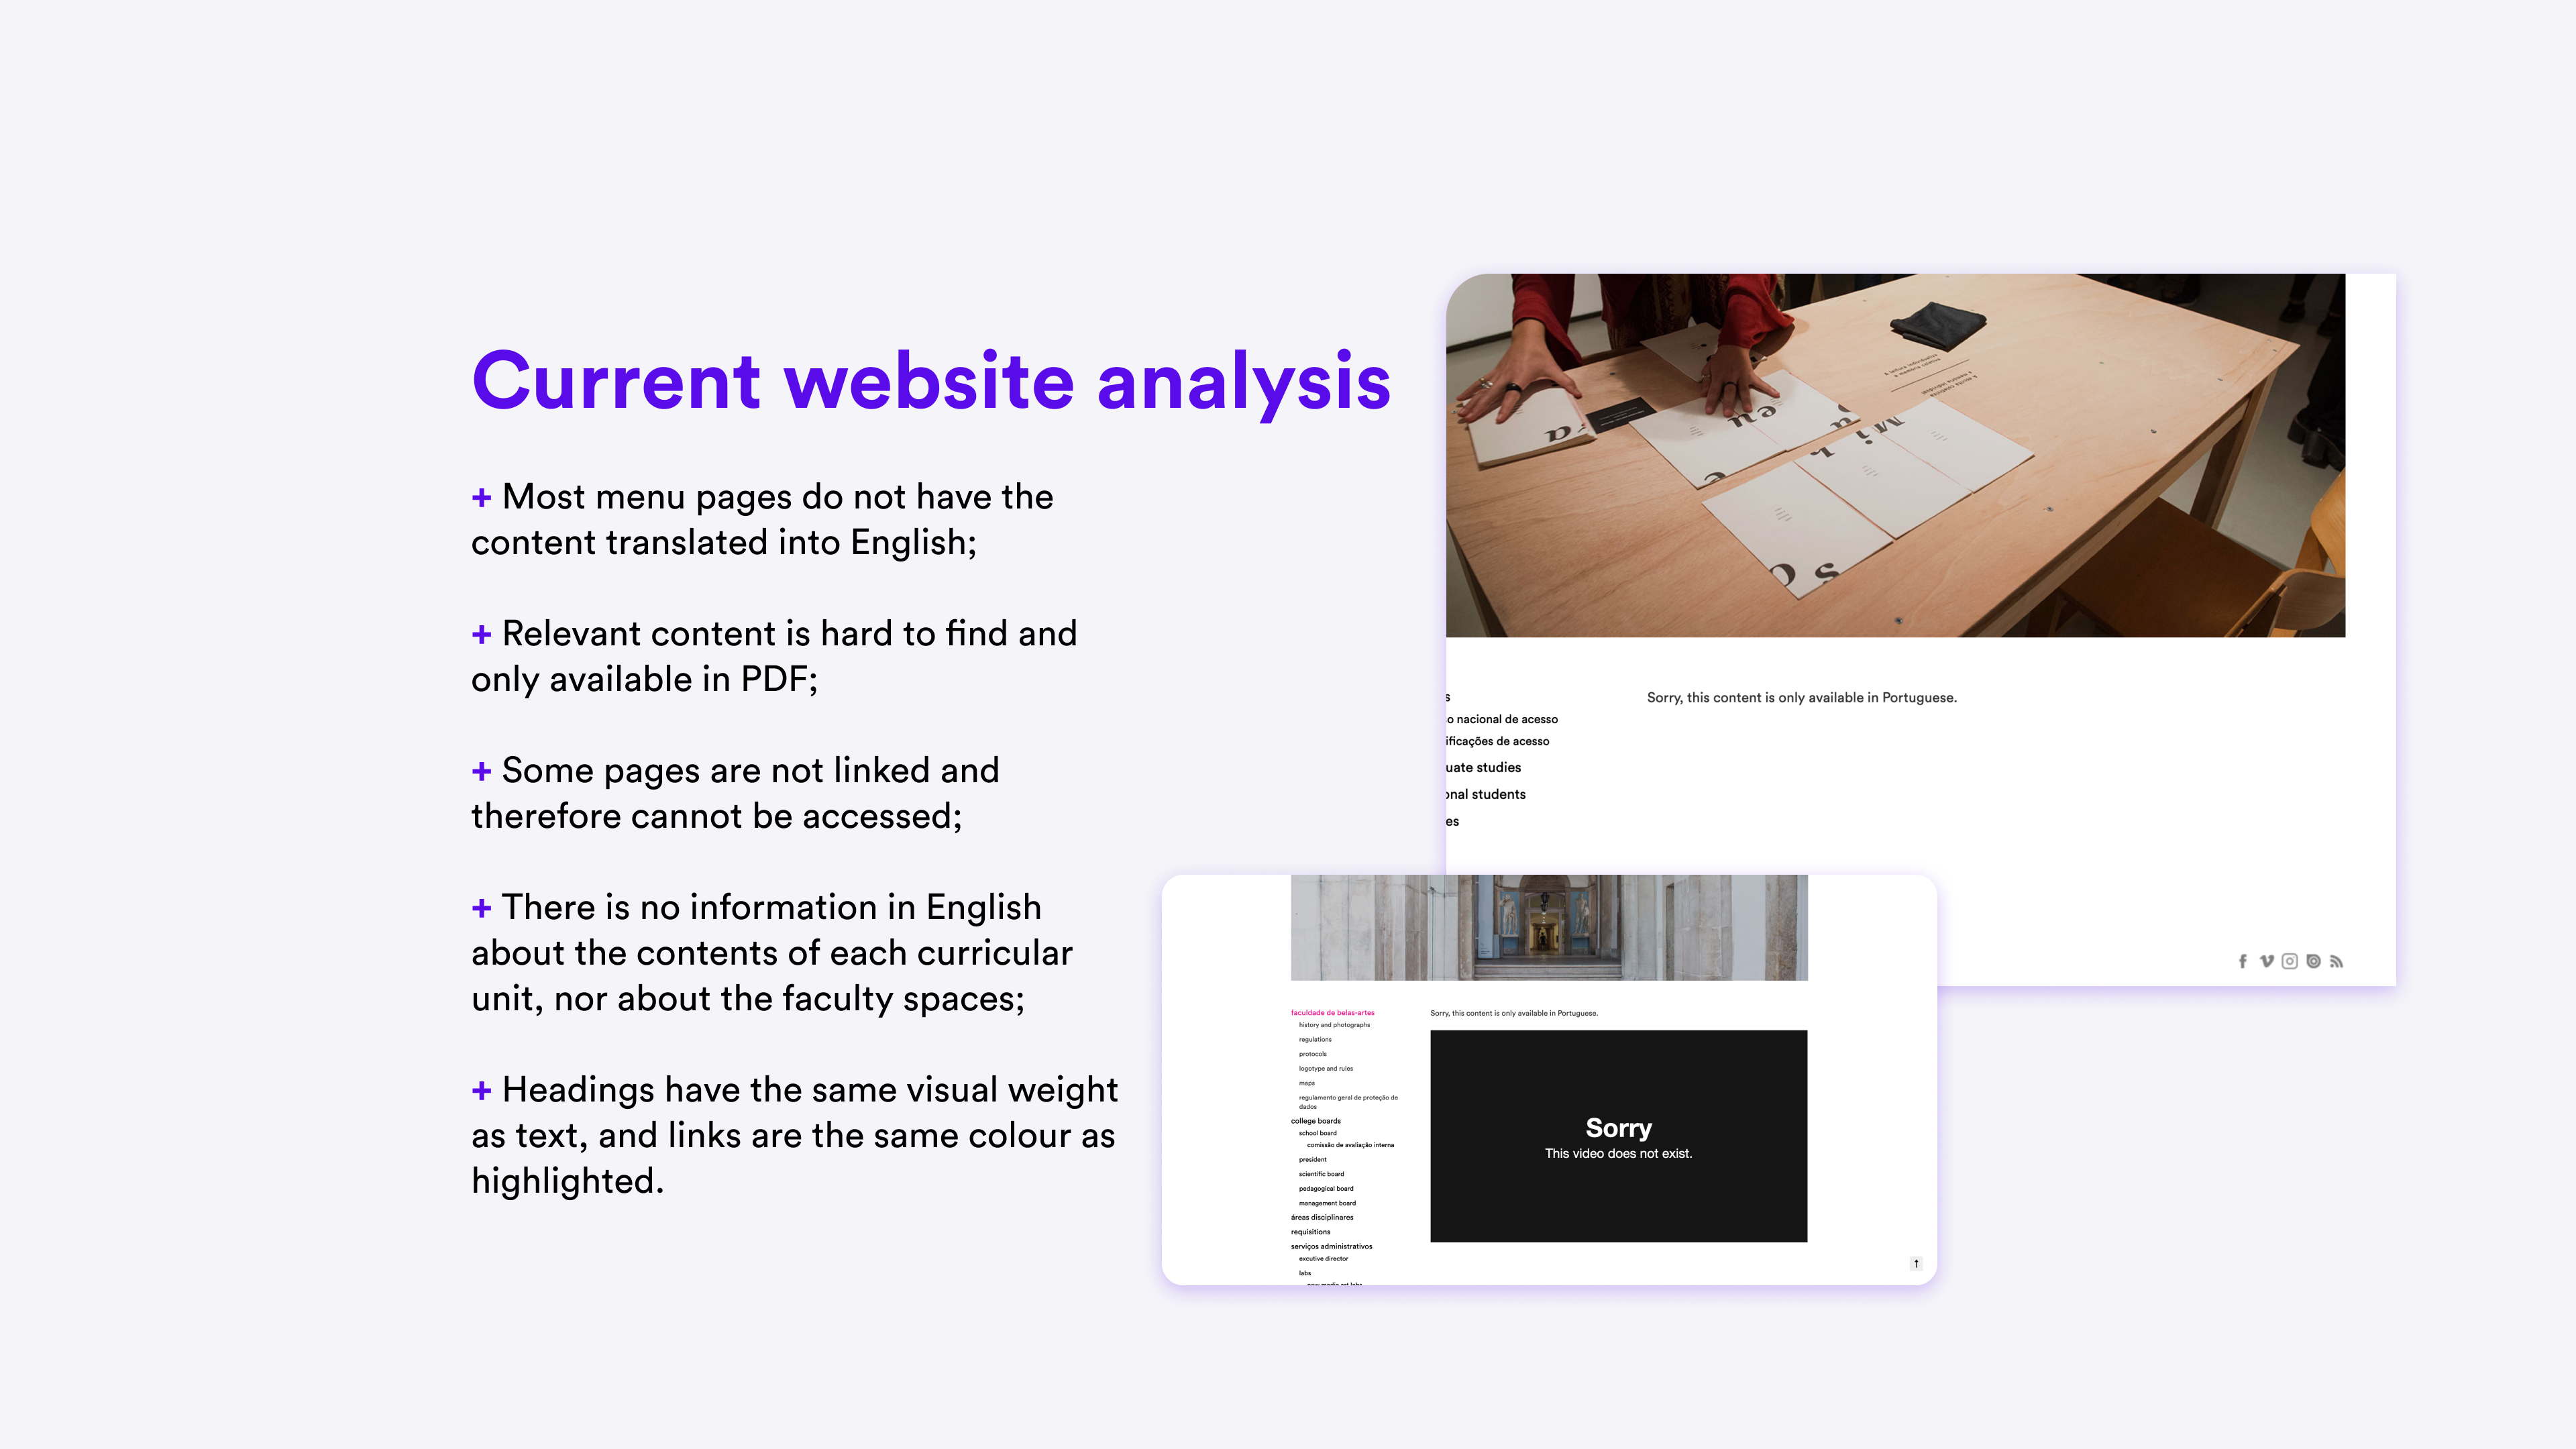 Current website analysis
+ Most menu pages do not have the
content translated into English;
+ Relevant content is hard to find and
only available in PDF;
+ Some pages are not linked and
therefore cannot be accessed;
+ There is no information in English
about the contents of each curricular
unit, nor about the faculty spaces;
+ Headings have the same visual weight
as text, and links are the same colour as
highlighted.
s
o nacional de acesso
ificações de acesso
uate studies
onal students
es
Sorry, this content is only available in Portuguese.
faculdade de belas-artes
history and photographs
regulations
protocols
logotype and rules
maps
regulamento geral de proteção de
dados
college boards
school board
comissão de avaliação interna
president
scientific board
pedagogical board
management board
áreas disciplinares
requisitions
serviços administrativos
excutive director
labs
Sorry, this content is only available in Portuguese.
Sorry
This video does not exist.